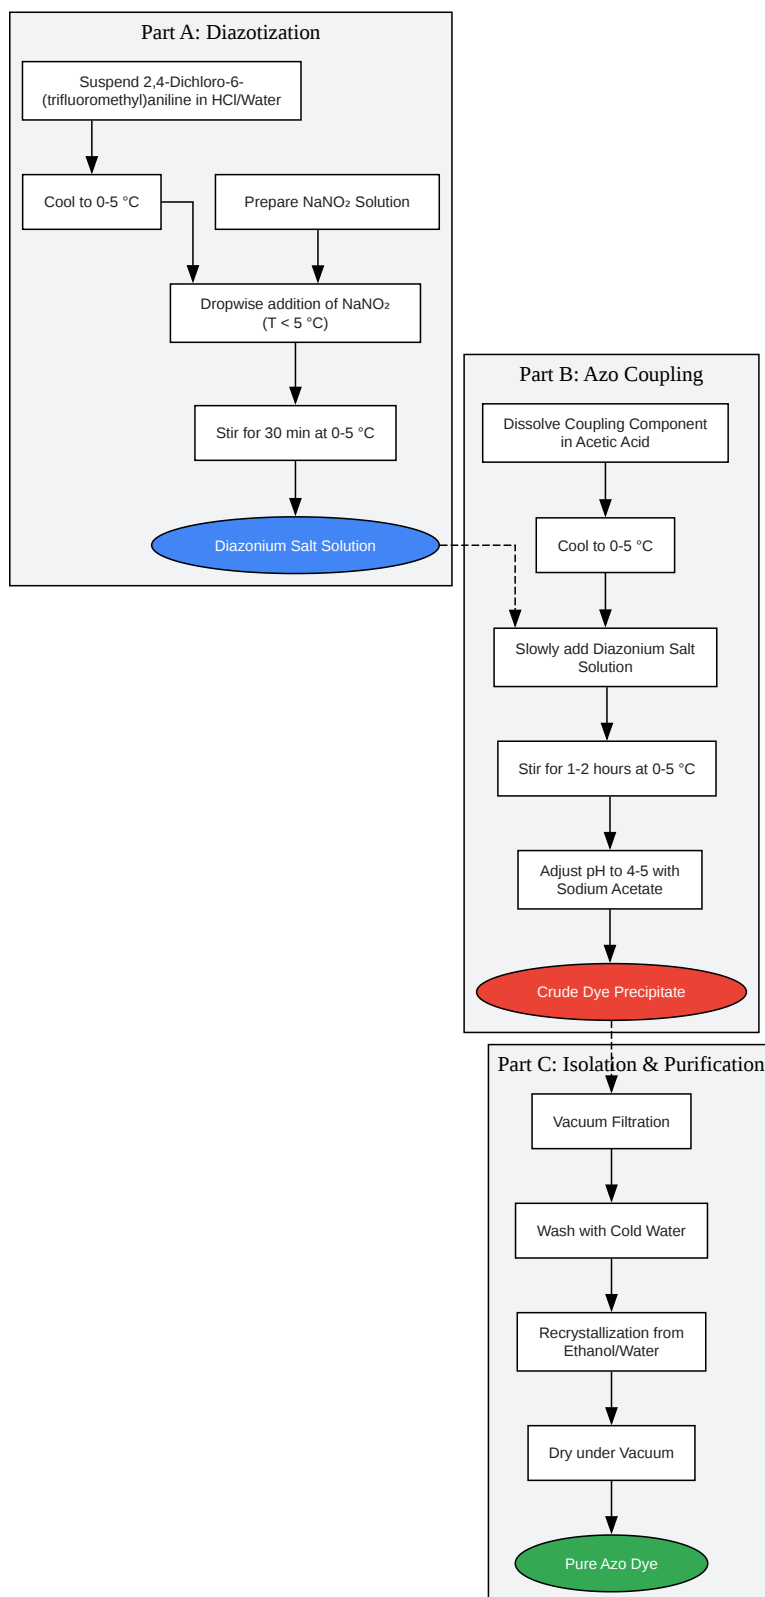 Part A: Diazotization
Suspend 2,4-Dichloro-6-
(trifluoromethyl)aniline in HCl/Water
Cool to 0-5 °C
Prepare NaNO₂ Solution
Dropwise addition of NaNO₂
(T < 5 °C)
Stir for 30 min at 0-5 °C
Diazonium Salt Solution
Part B: Azo Coupling
Dissolve Coupling Component
in Acetic Acid
Cool to 0-5 °C
Slowly add Diazonium Salt
Solution
Stir for 1-2 hours at 0-5 °C
Adjust pH to 4-5 with
Sodium Acetate
Crude Dye Precipitate
Part C: Isolation & Purification
Vacuum Filtration
Wash with Cold Water
Recrystallization from
Ethanol/Water
Dry under Vacuum
Pure Azo Dye